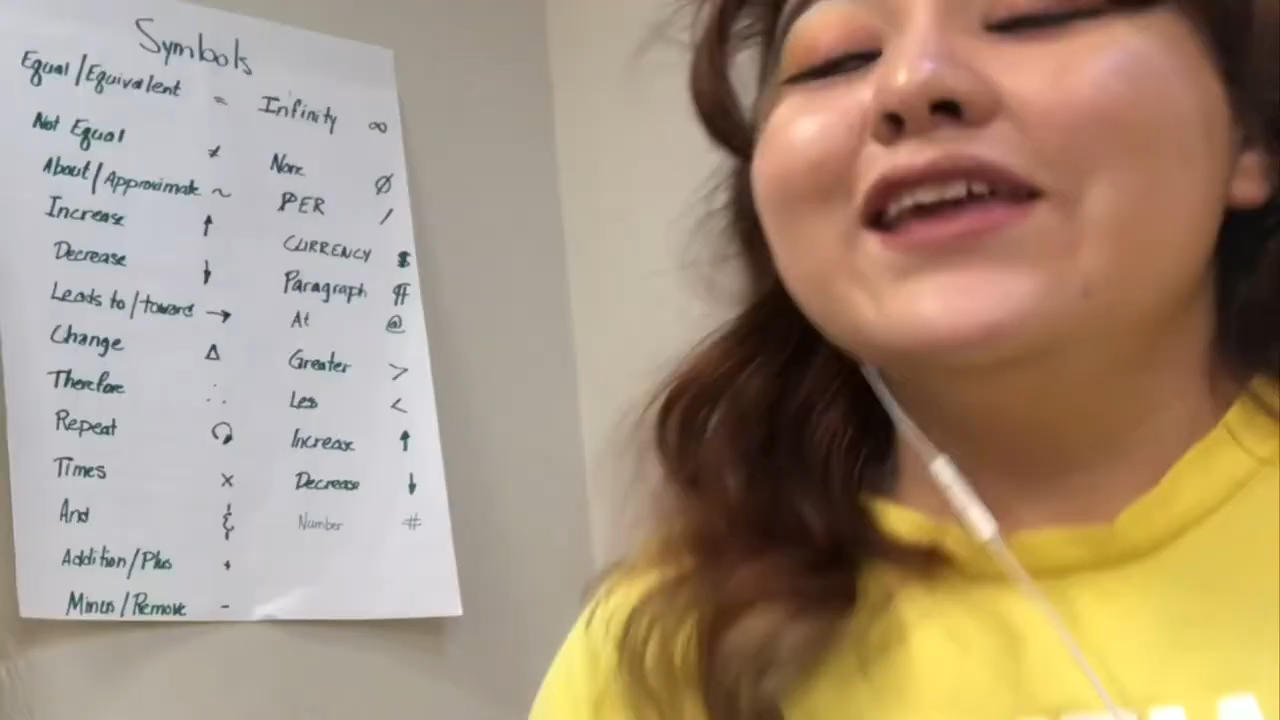 Symbols
Equal/Equivalent =
Not Equal ≠
About/Approximate ~
Increase ↑
Decrease ↓
Leads to/toward →
Change Δ
Therefore ∴
Repeat
Times ×
And &
Addition/Plus +
Minus/Remove -
Infinity ∞
None Ø
PER /
CURRENCY $
Paragraph ¶
At @
Greater >
Less <
Increase ↑
Decrease ↓
Number #